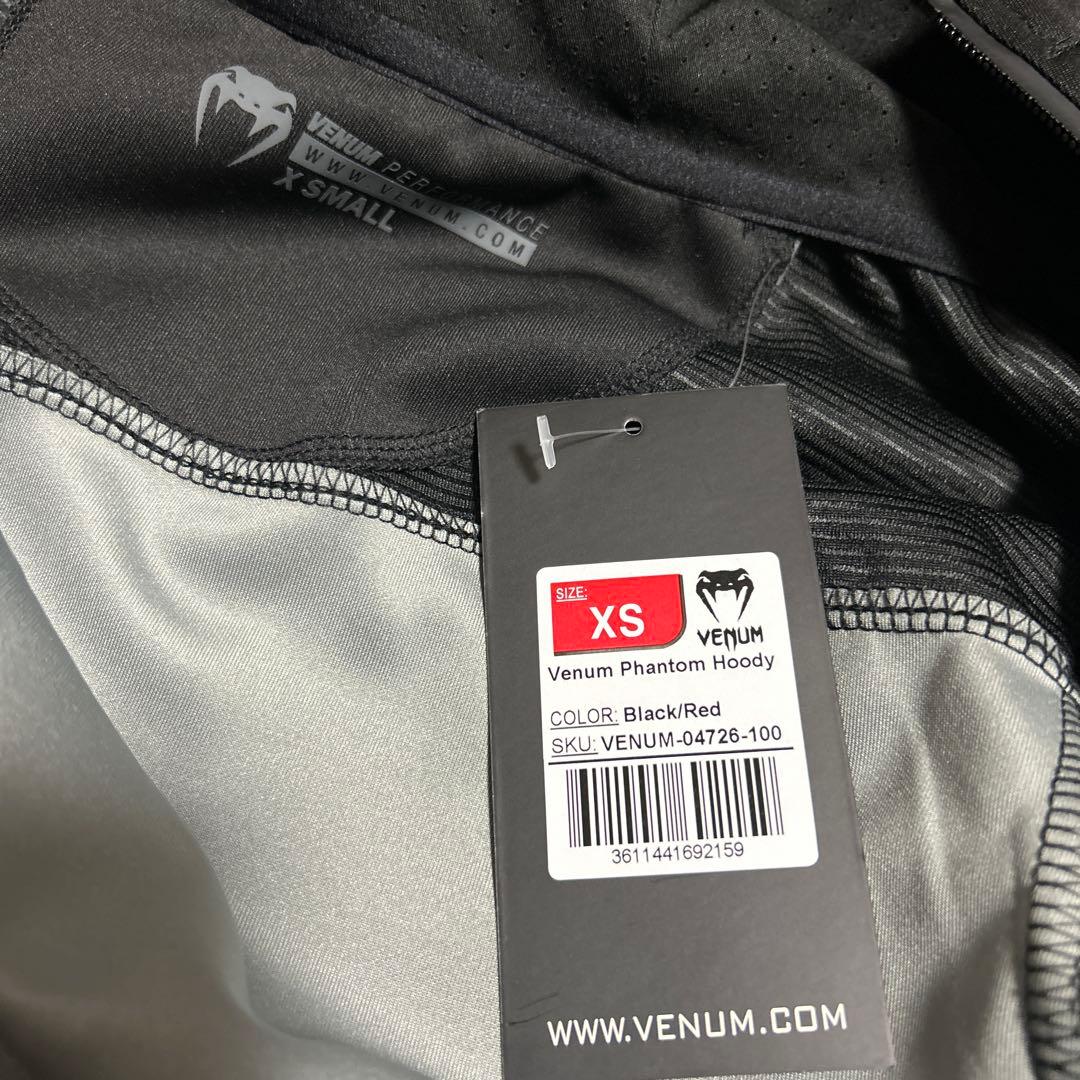 VENUM PERFORMANCE
WWW.VENUM.COM
X SMALL
SIZE:
XS
VENUM
Venum Phantom Hoody
COLOR: Black/Red
SKU: VENUM-04726-100
3611441692159
WWW.VENUM.COM